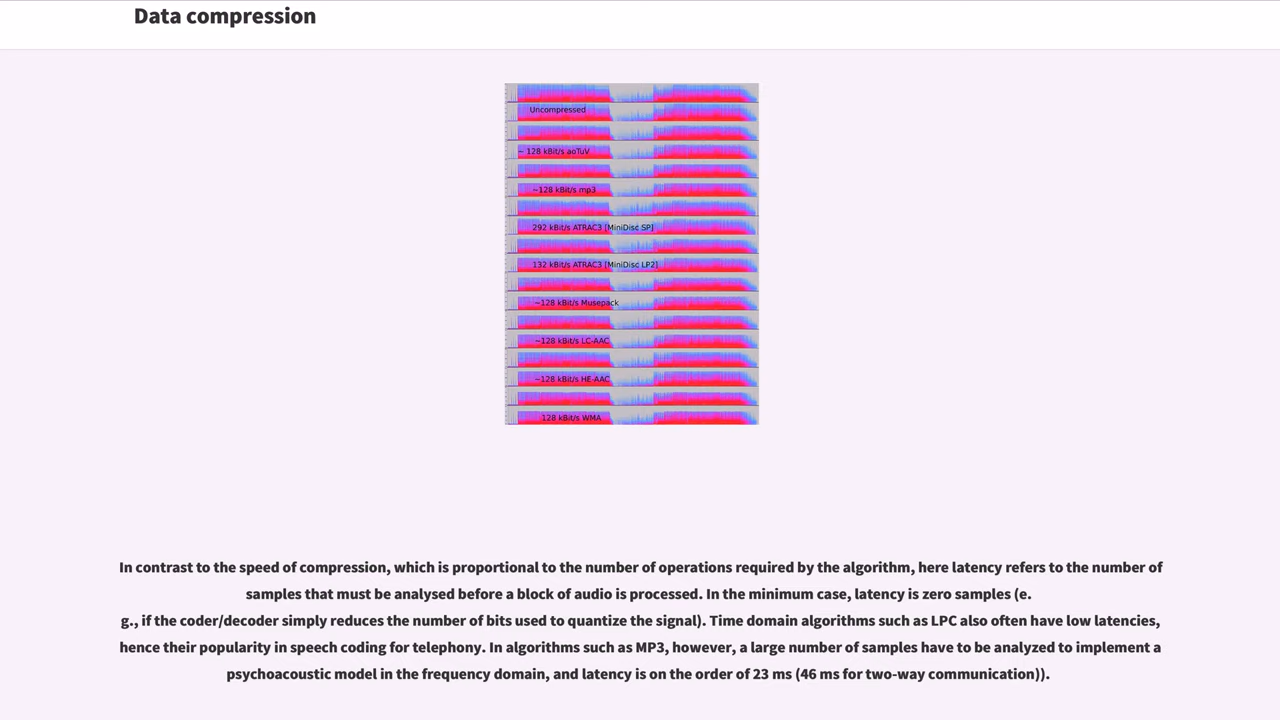 Data compression
Uncompressed
~ 128 kBit/s aoTuV
~128 kBit/s mp3
292 kBit/s ATRAC3 [MiniDisc SP]
132 kBit/s ATRAC3 [MiniDisc LP2]
~128 kBit/s Musepack
~128 kBit/s LC-AAC
~128 kBit/s HE-AAC
128 kBit/s WMA
In contrast to the speed of compression, which is proportional to the number of operations required by the algorithm, here latency refers to the number of
samples that must be analysed before a block of audio is processed. In the minimum case, latency is zero samples (e.
g., if the coder/decoder simply reduces the number of bits used to quantize the signal). Time domain algorithms such as LPC also often have low latencies,
hence their popularity in speech coding for telephony. In algorithms such as MP3, however, a large number of samples have to be analyzed to implement a
psychoacoustic model in the frequency domain, and latency is on the order of 23 ms (46 ms for two-way communication)).